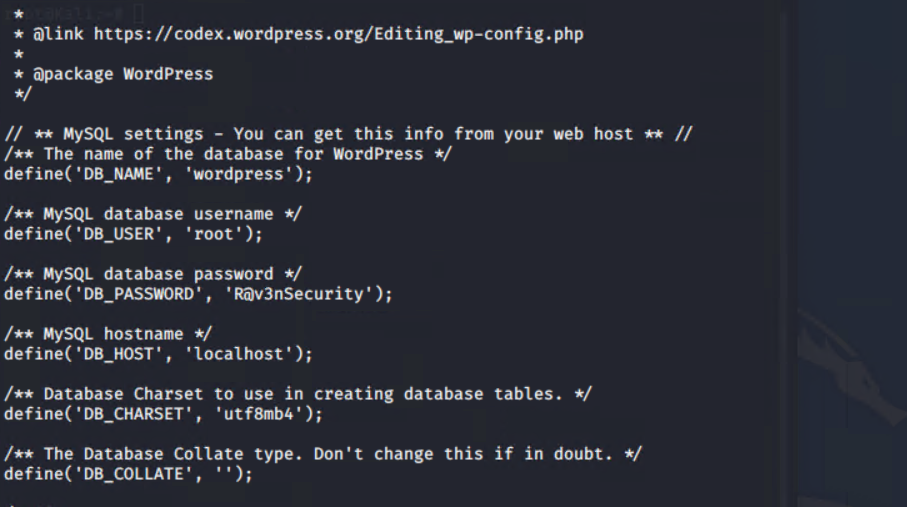 *
* @link https://codex.wordpress.org/Editing_wp-config.php
*
* @package WordPress
*/
// ** MySQL settings - You can get this info from your web host ** //
/** The name of the database for WordPress */
define('DB_NAME', 'wordpress');
/** MySQL database username */
define('DB_USER', 'root');
/** MySQL database password */
define('DB_PASSWORD', 'R@v3nSecurity');
/** MySQL hostname */
define('DB_HOST', 'localhost');
/** Database Charset to use in creating database tables. */
define('DB_CHARSET', 'utf8mb4');
/** The Database Collate type. Don't change this if in doubt. */
define('DB_COLLATE', '');